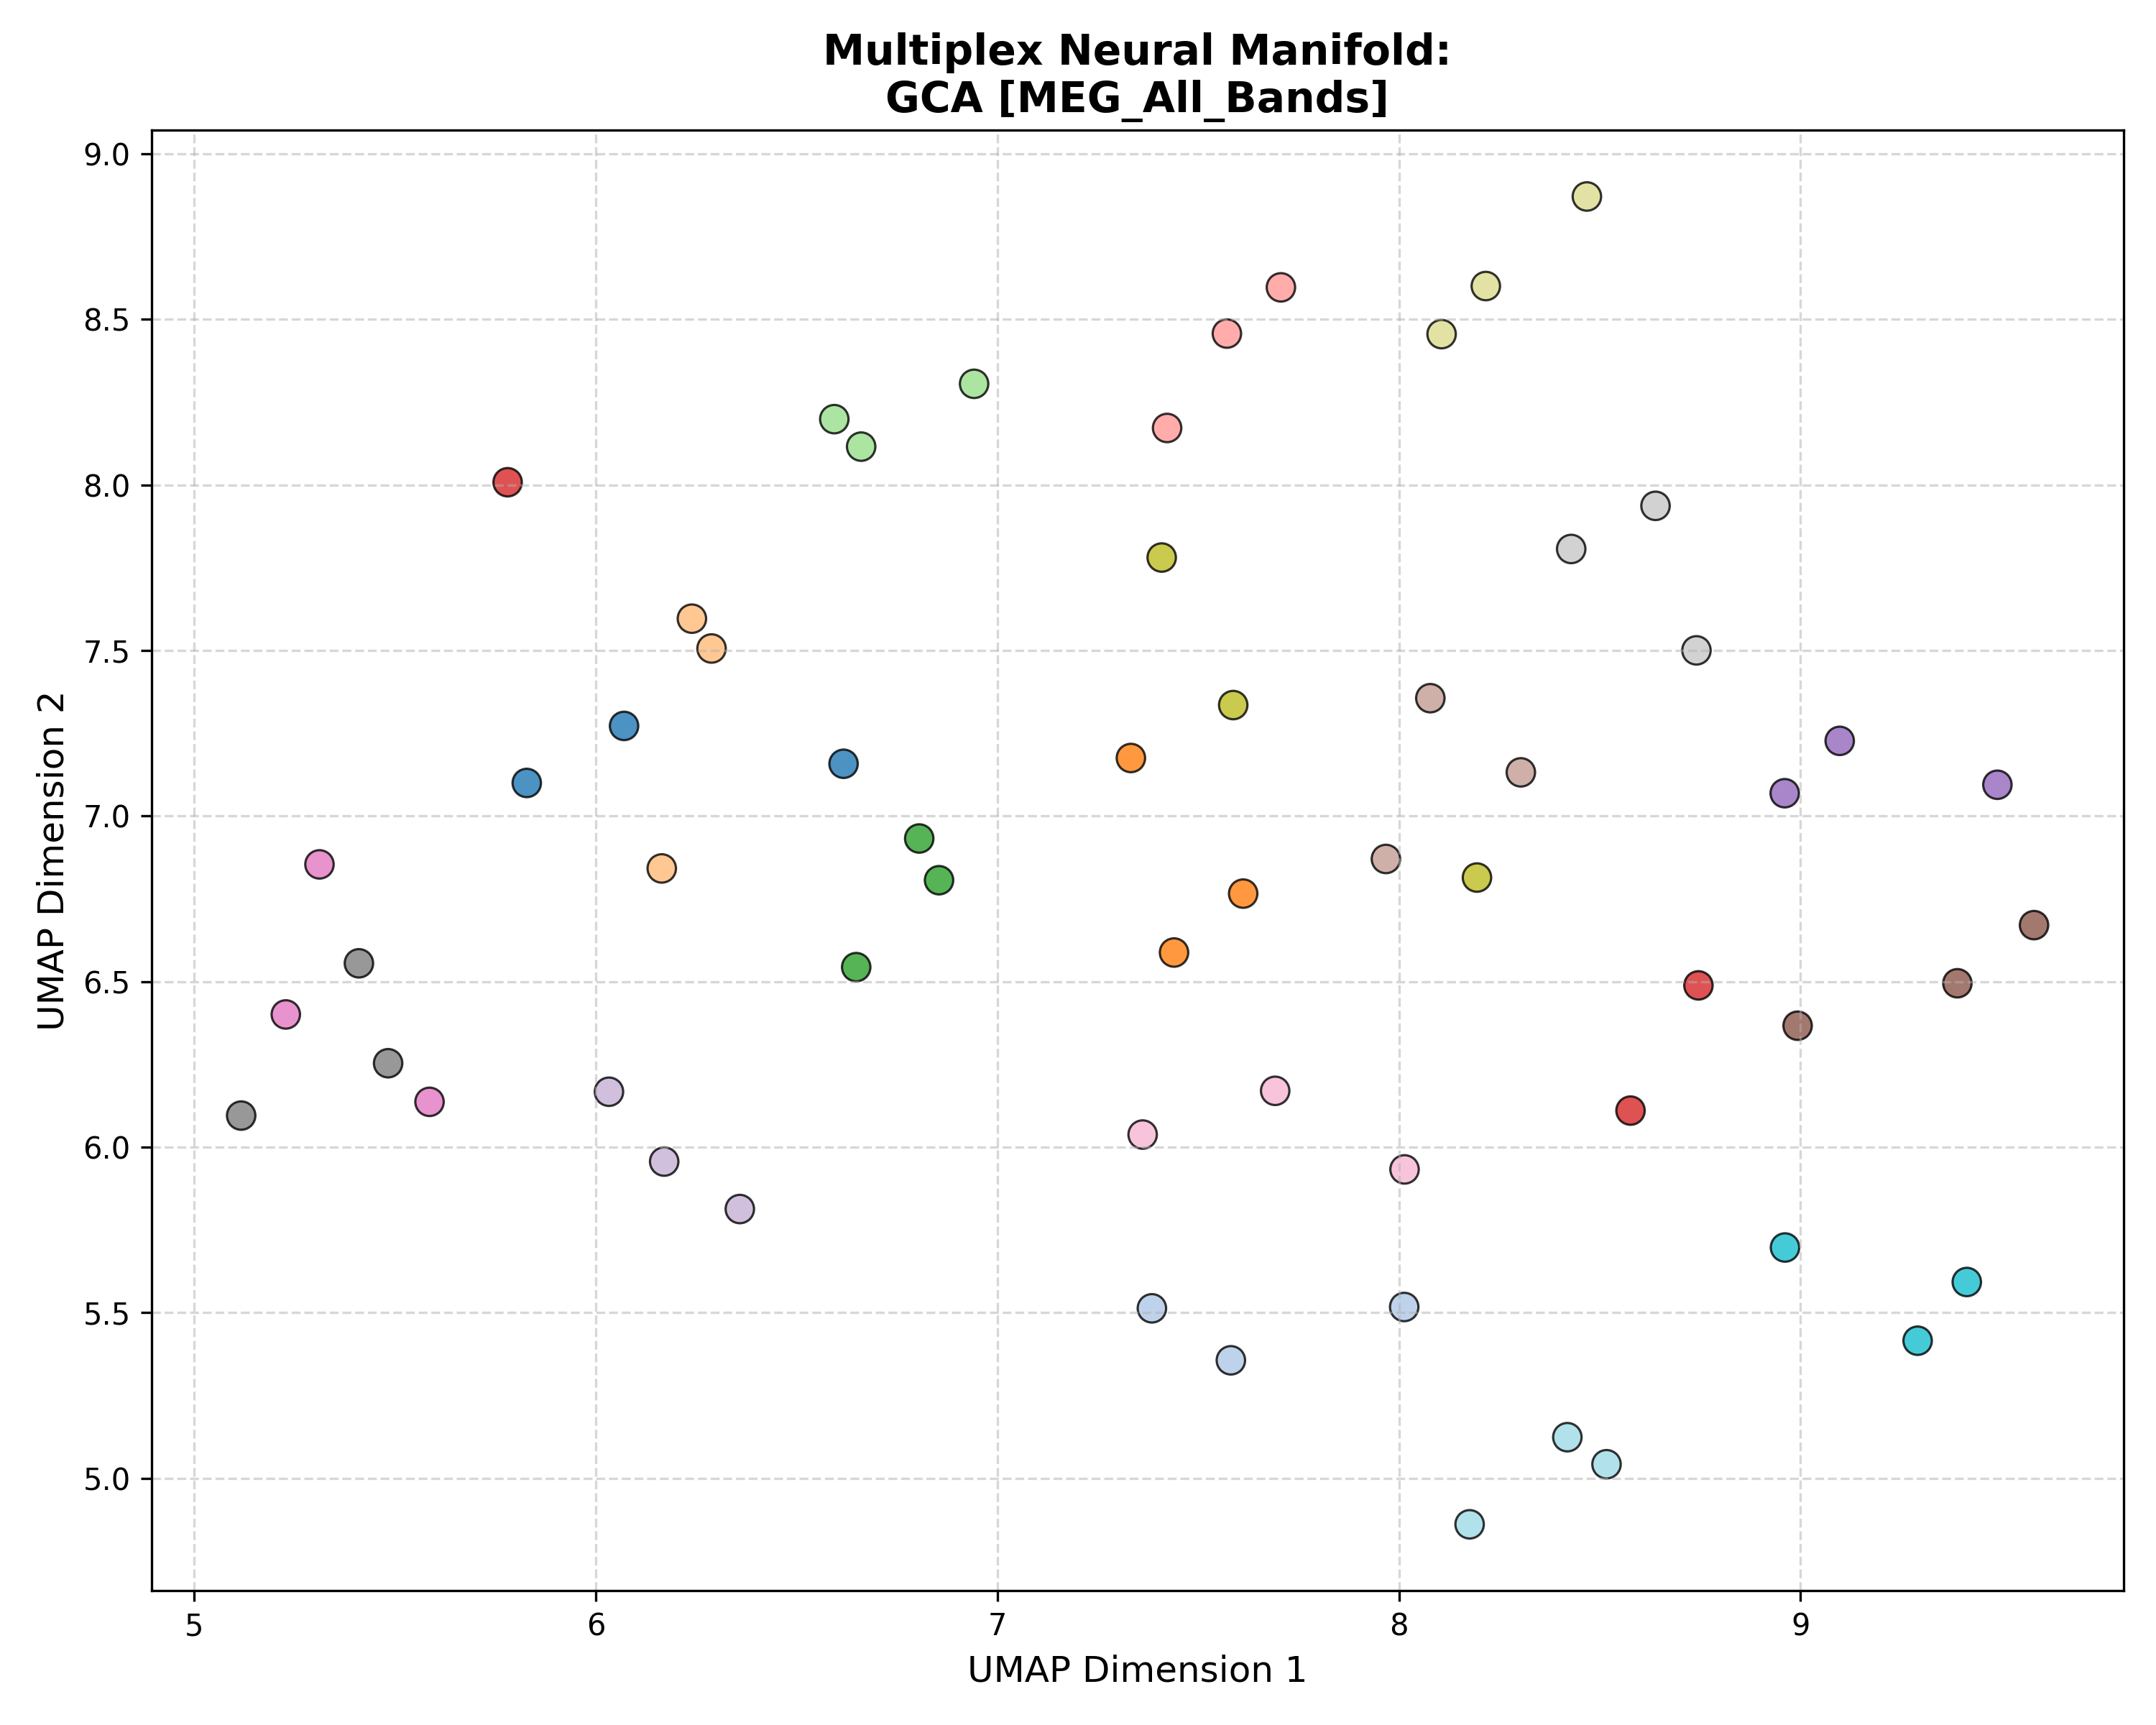 Multiplex Neural Manifold:
GCA [MEG_All_Bands]
9.0
8.5
8.0
7.5
7.0
6.5
6.0
5.5
5.0
UMAP Dimension 2
5 6 7 8 9
UMAP Dimension 1